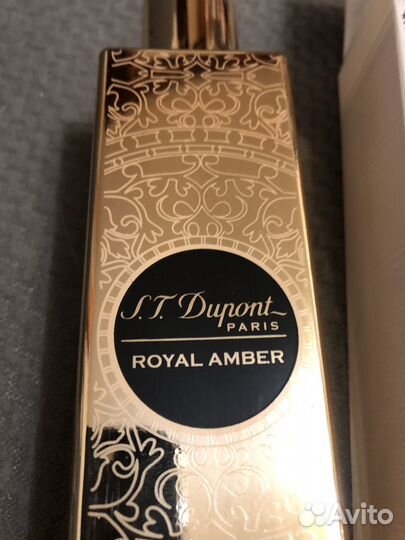 S.T. Dupont
PARIS
ROYAL AMBER
Avito